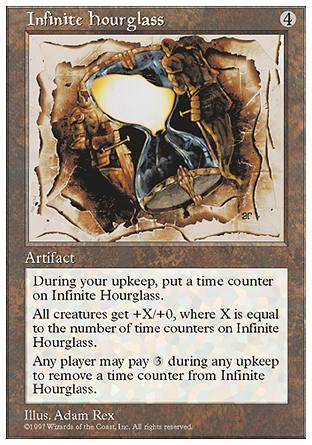 Infinite Hourglass 4
Artifact
During your upkeep, put a time counter
on Infinite Hourglass.
All creatures get +X/+0, where X is equal
to the number of time counters on Infinite
Hourglass.
Any player may pay 3 during any upkeep
to remove a time counter from Infinite
Hourglass.
Illus. Adam Rex
©1997 Wizards of the Coast, Inc. All rights reserved.